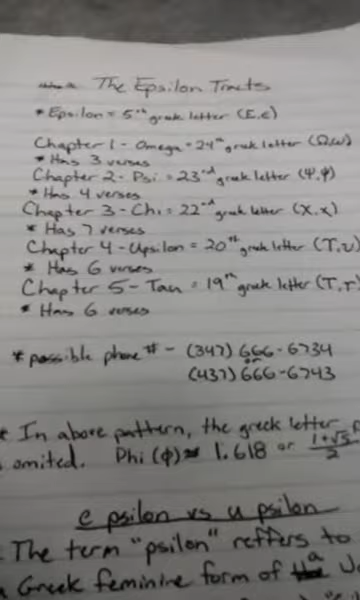 The Epsilon Tracts
* Epsilon = 5th greek letter (E, ε)
Chapter 1 - Omega = 24th greek letter (Ω, ω)
* Has 3 verses
Chapter 2 - Psi = 23rd greek letter (Ψ, ψ)
* Has 4 verses
Chapter 3 - Chi = 22nd greek letter (X, x)
* Has 7 verses
Chapter 4 - Upsilon = 20th greek letter (T, υ)
* Has 6 verses
Chapter 5 - Tau = 19th greek letter (T, τ)
* Has 6 verses
* possible phone # - (347) 666-6734
or
(437) 666-6743
* In above pattern, the greek letter
omited. Phi (φ) ≈ 1.618 or 1+√5/2
e psilon vs u psilon
The term "psilon" reffers to
Greek feminine form of a